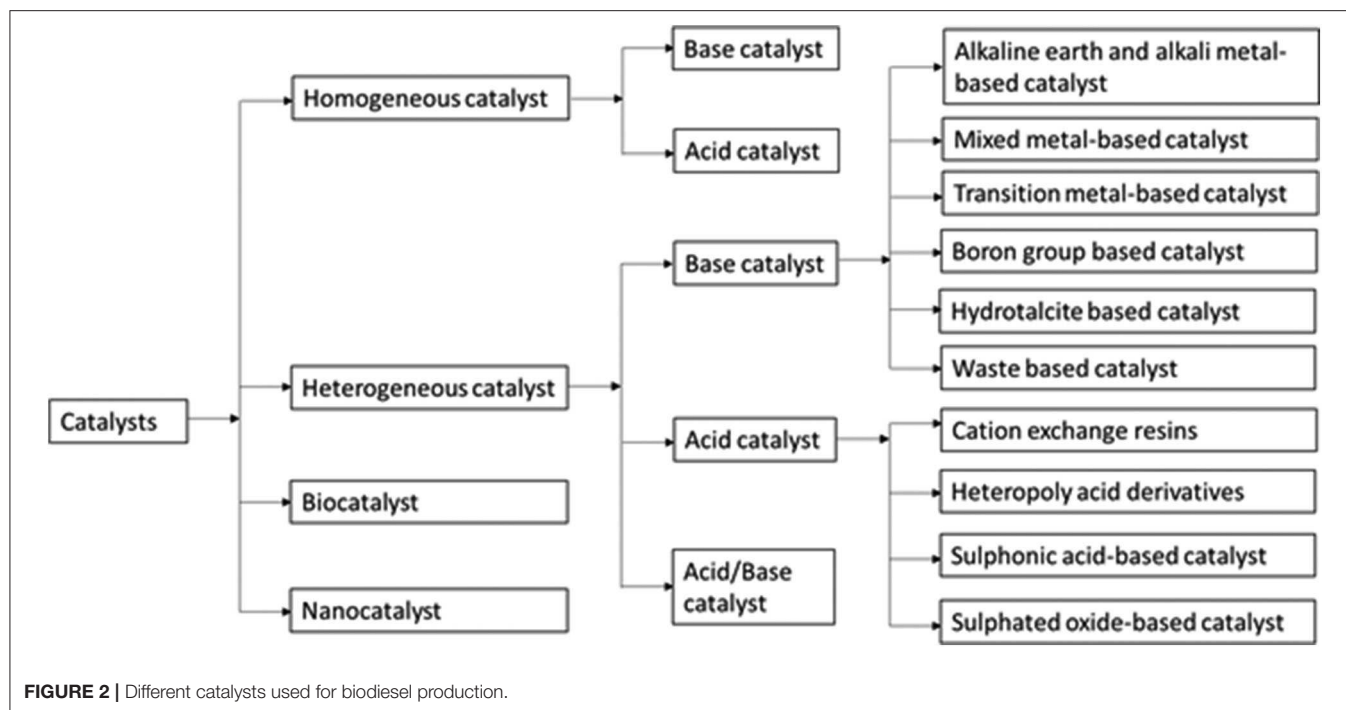 Catalysts
Homogeneous catalyst
Base catalyst
Acid catalyst
Heterogeneous catalyst
Base catalyst
Alkaline earth and alkali metal-
based catalyst
Mixed metal-based catalyst
Transition metal-based catalyst
Boron group based catalyst
Hydrotalcite based catalyst
Waste based catalyst
Acid catalyst
Cation exchange resins
Heteropoly acid derivatives
Sulphonic acid-based catalyst
Sulphated oxide-based catalyst
Acid/Base
catalyst
Biocatalyst
Nanocatalyst
FIGURE 2 | Different catalysts used for biodiesel production.